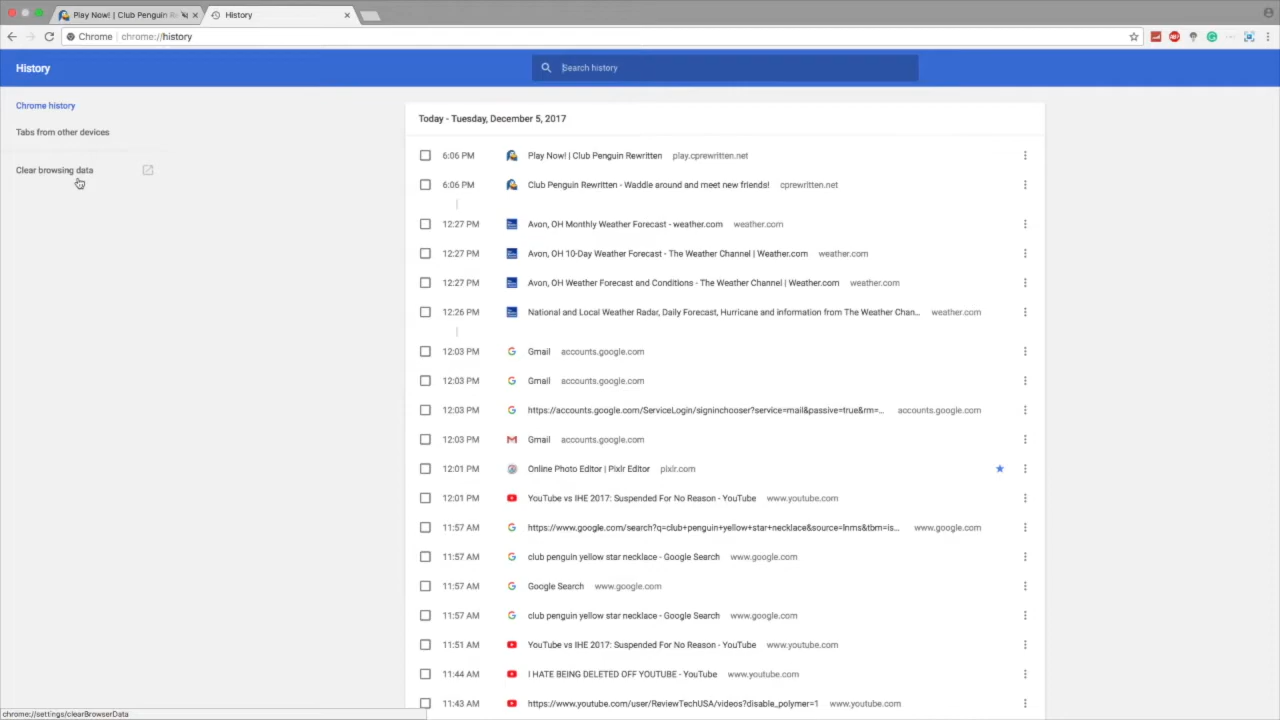 Play Now! | Club Penguin Re
History
Chrome
chrome://history
History
Search history
Chrome history
Tabs from other devices
Clear browsing data
Today - Tuesday, December 5, 2017
6:06 PM Play Now! | Club Penguin Rewritten play.cprewritten.net
6:06 PM Club Penguin Rewritten - Waddle around and meet new friends! cprewritten.net
12:27 PM Avon, OH Monthly Weather Forecast - weather.com weather.com
12:27 PM Avon, OH 10-Day Weather Forecast - The Weather Channel | Weather.com weather.com
12:27 PM Avon, OH Weather Forecast and Conditions - The Weather Channel | Weather.com weather.com
12:26 PM National and Local Weather Radar, Daily Forecast, Hurricane and information from The Weather Chan... weather.com
12:03 PM Gmail accounts.google.com
12:03 PM Gmail accounts.google.com
12:03 PM https://accounts.google.com/ServiceLogin/signinchooser?service=mail&passive=true&rm=... accounts.google.com
12:03 PM Gmail accounts.google.com
12:01 PM Online Photo Editor | Pixlr Editor pixlr.com
12:01 PM YouTube vs IHE 2017: Suspended For No Reason - YouTube www.youtube.com
11:57 AM https://www.google.com/search?q=club+penguin+yellow+star+necklace&source=lnms&tbm=is... www.google.com
11:57 AM club penguin yellow star necklace - Google Search www.google.com
11:57 AM Google Search www.google.com
11:57 AM club penguin yellow star necklace - Google Search www.google.com
11:51 AM YouTube vs IHE 2017: Suspended For No Reason - YouTube www.youtube.com
11:44 AM I HATE BEING DELETED OFF YOUTUBE - YouTube www.youtube.com
11:43 AM https://www.youtube.com/user/ReviewTechUSA/videos?disable_polymer=1 www.youtube.com
chrome://settings/clearBrowserData